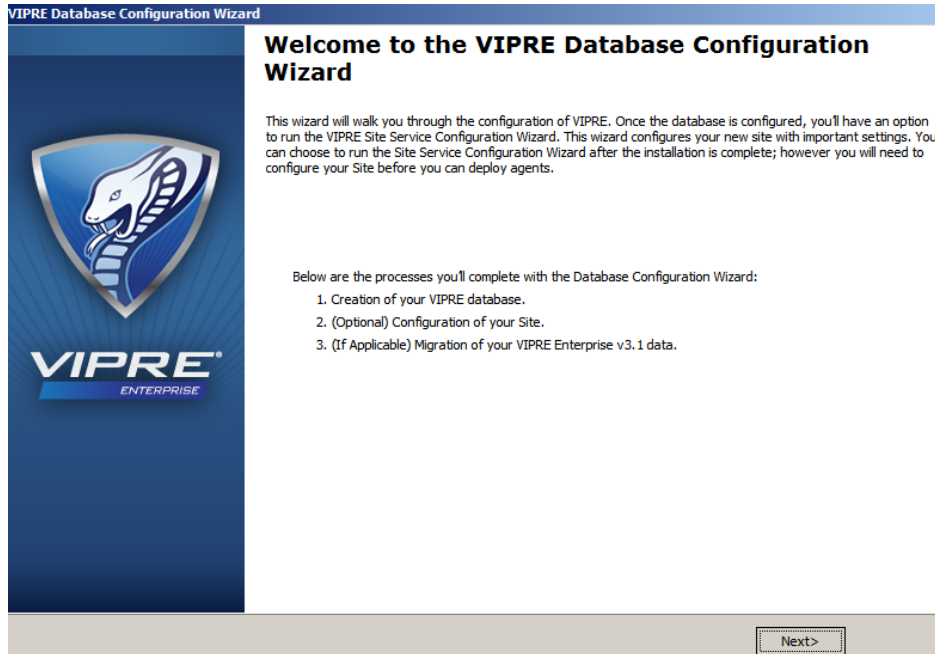 VIPRE Database Configuration Wizard
Welcome to the VIPRE Database Configuration
Wizard
This wizard will walk you through the configuration of VIPRE. Once the database is configured, you'll have an option
to run the VIPRE Site Service Configuration Wizard. This wizard configures your new site with important settings. You
can choose to run the Site Service Configuration Wizard after the installation is complete; however you will need to
configure your Site before you can deploy agents.
Below are the processes you'll complete with the Database Configuration Wizard:
1. Creation of your VIPRE database.
2. (Optional) Configuration of your Site.
3. (If Applicable) Migration of your VIPRE Enterprise v3.1 data.
VIPRE®
ENTERPRISE
Next>